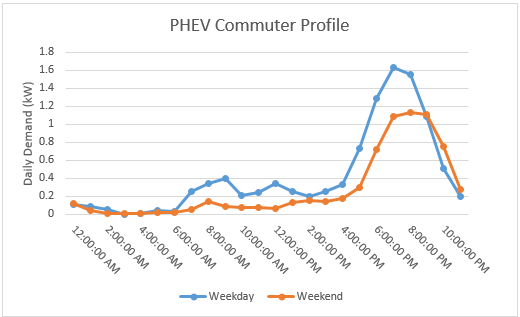 PHEV Commuter Profile
Daily Demand (kW)
1.8
1.6
1.4
1.2
1
0.8
0.6
0.4
0.2
0
12:00:00 AM
2:00:00 AM
4:00:00 AM
6:00:00 AM
8:00:00 AM
10:00:00 AM
12:00:00 PM
2:00:00 PM
4:00:00 PM
6:00:00 PM
8:00:00 PM
10:00:00 PM
Weekday
Weekend